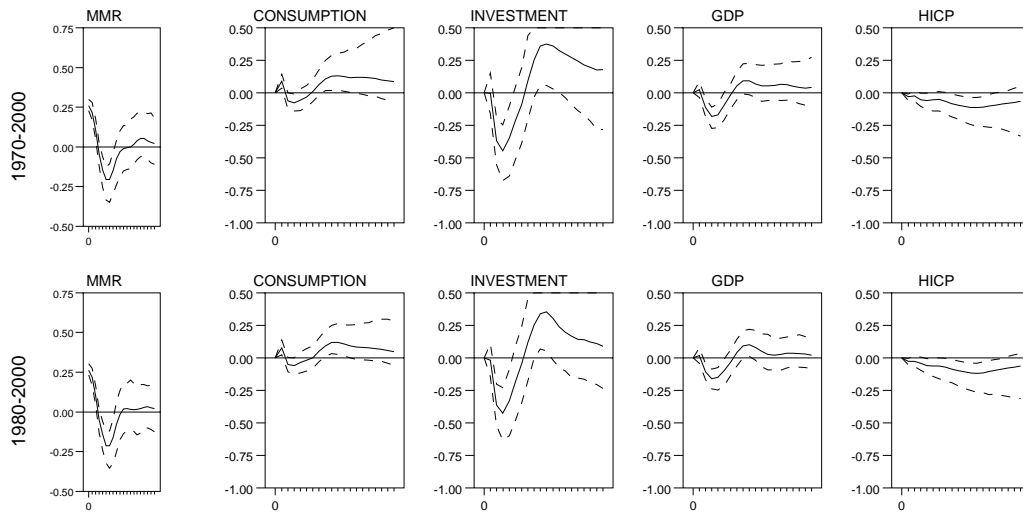 MMR CONSUMPTION INVESTMENT GDP HICP
1970-2000
0.75 0.50 0.50 0.50 0.50
0.50 0.25 0.25 0.25 0.25
0.25 0.00 0.00 0.00 0.00
0.00 -0.25 -0.25 -0.25 -0.25
-0.25 -0.50 -0.50 -0.50 -0.50
-0.50 -0.75 -0.75 -0.75 -0.75
-1.00 -1.00 -1.00 -1.00
0 0 0 0 0
MMR CONSUMPTION INVESTMENT GDP HICP
1980-2000
0.75 0.50 0.50 0.50 0.50
0.50 0.25 0.25 0.25 0.25
0.25 0.00 0.00 0.00 0.00
0.00 -0.25 -0.25 -0.25 -0.25
-0.25 -0.50 -0.50 -0.50 -0.50
-0.50 -0.75 -0.75 -0.75 -0.75
-1.00 -1.00 -1.00 -1.00
0 0 0 0 0